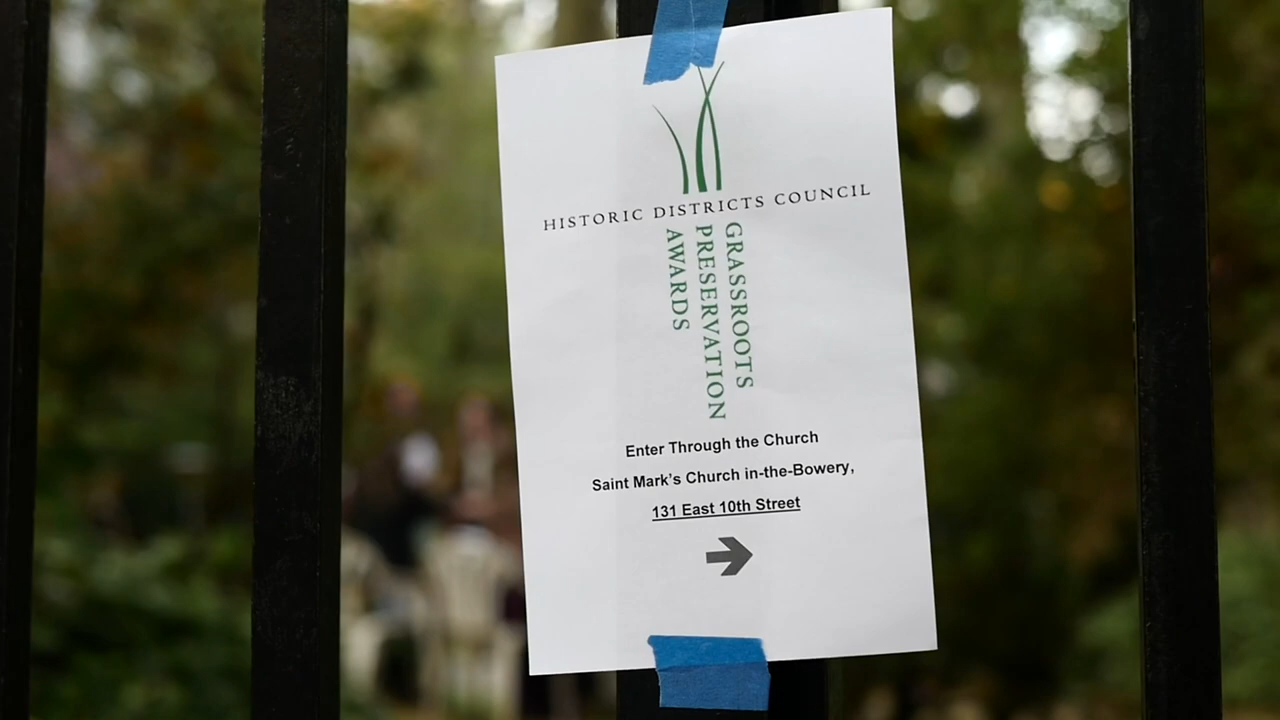 HISTORIC DISTRICTS COUNCIL
GRASSROOTS
PRESERVATION
AWARDS
Enter Through the Church
Saint Mark's Church in-the-Bowery,
131 East 10th Street